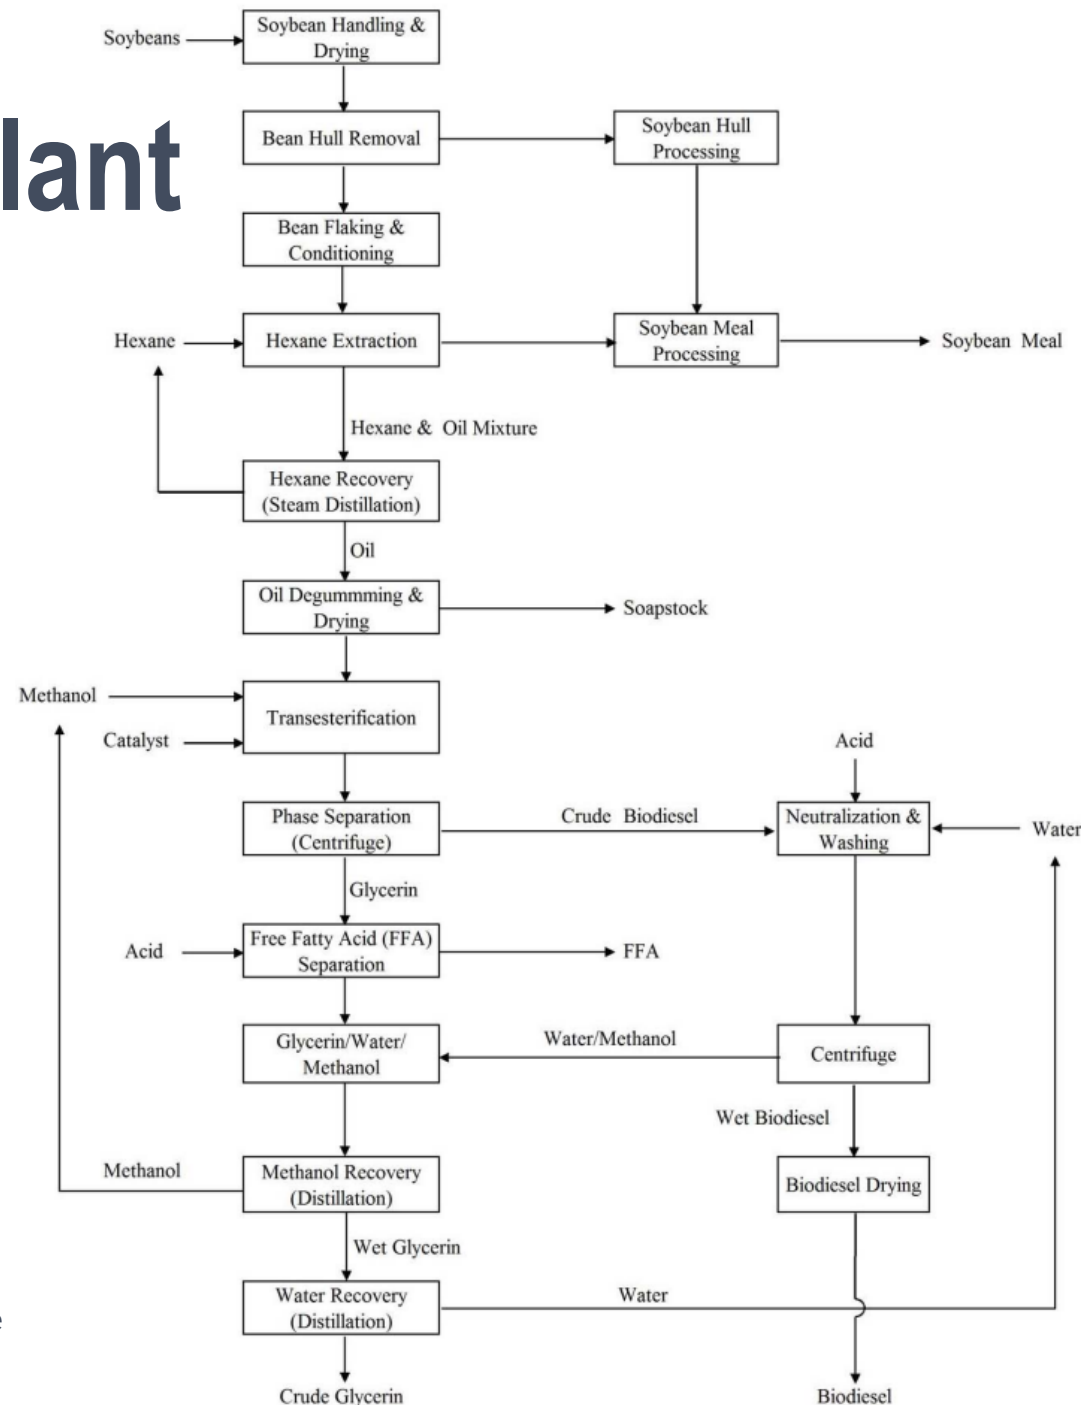 Soybeans
Soybean Handling &
Drying
lant
Bean Hull Removal
Soybean Hull
Processing
Bean Flaking &
Conditioning
Hexane
Hexane Extraction
Soybean Meal
Processing
Soybean Meal
Hexane & Oil Mixture
Hexane Recovery
(Steam Distillation)
Oil
Oil Degummming &
Drying
Soapstock
Methanol
Transesterification
Catalyst
Acid
Phase Separation
(Centrifuge)
Crude Biodiesel
Neutralization &
Washing
Water
Glycerin
Acid
Free Fatty Acid (FFA)
Separation
FFA
Glycerin/Water/
Methanol
Water/Methanol
Centrifuge
Wet Biodiesel
Methanol
Methanol Recovery
(Distillation)
Biodiesel Drying
Wet Glycerin
Water Recovery
(Distillation)
Water
e
Crude Glycerin
Biodiesel